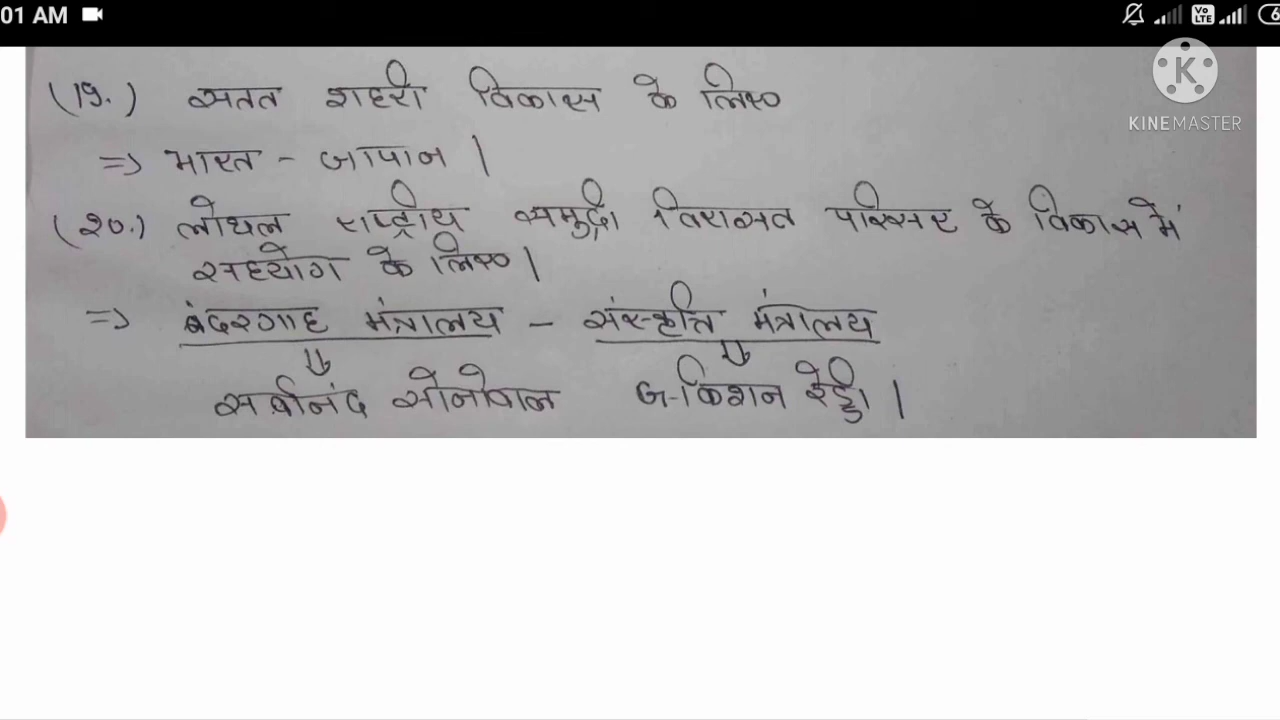 01 AM
KINEMASTER
(19.) सतत शहरी विकास के लिए
=> भारत - जापान |
(20.) लोथल राष्ट्रीय समुद्री विरासत परिसर के विकास में
सहयोग के लिए |
=> बंदरगाह मंत्रालय - संस्कृति मंत्रालय
सर्बानंद सोनोवाल जी-किशन रेड्डी |